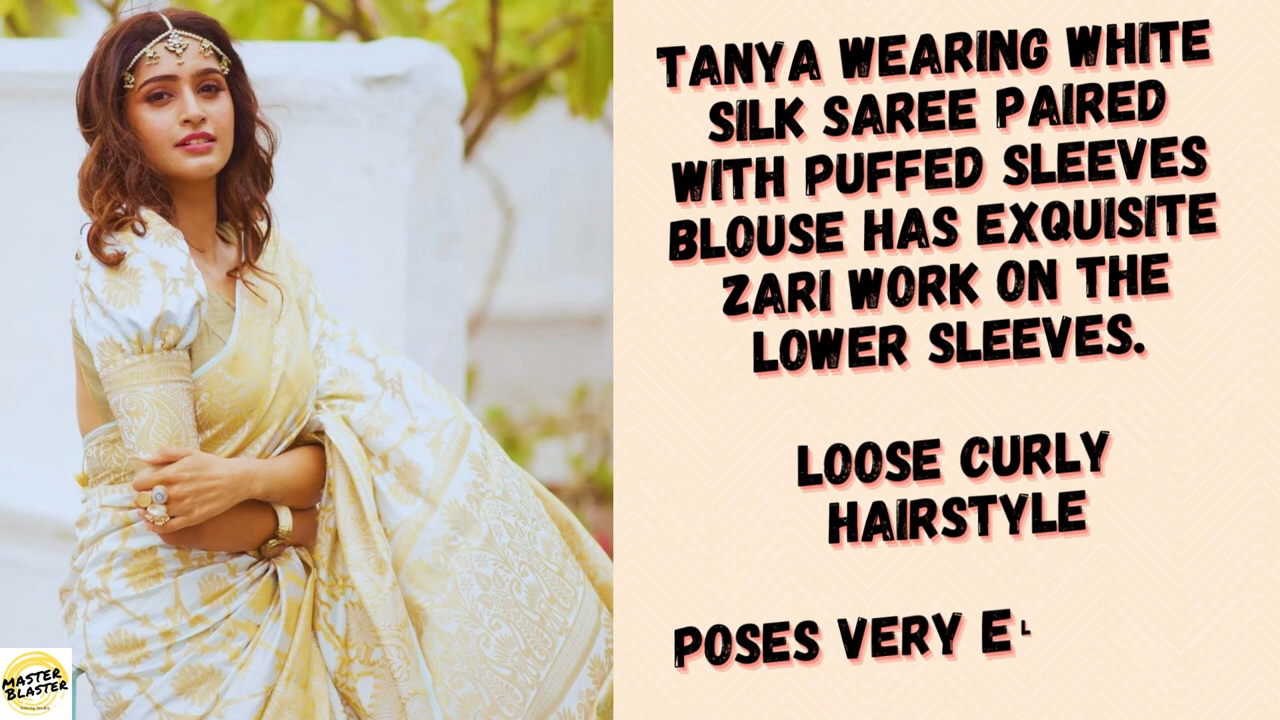 TANYA WEARING WHITE
SILK SAREE PAIRED
WITH PUFFED SLEEVES
BLOUSE HAS EXQUISITE
ZARI WORK ON THE
LOWER SLEEVES.
LOOSE CURLY
HAIRSTYLE
POSES VERY EL
MASTER
BLASTER